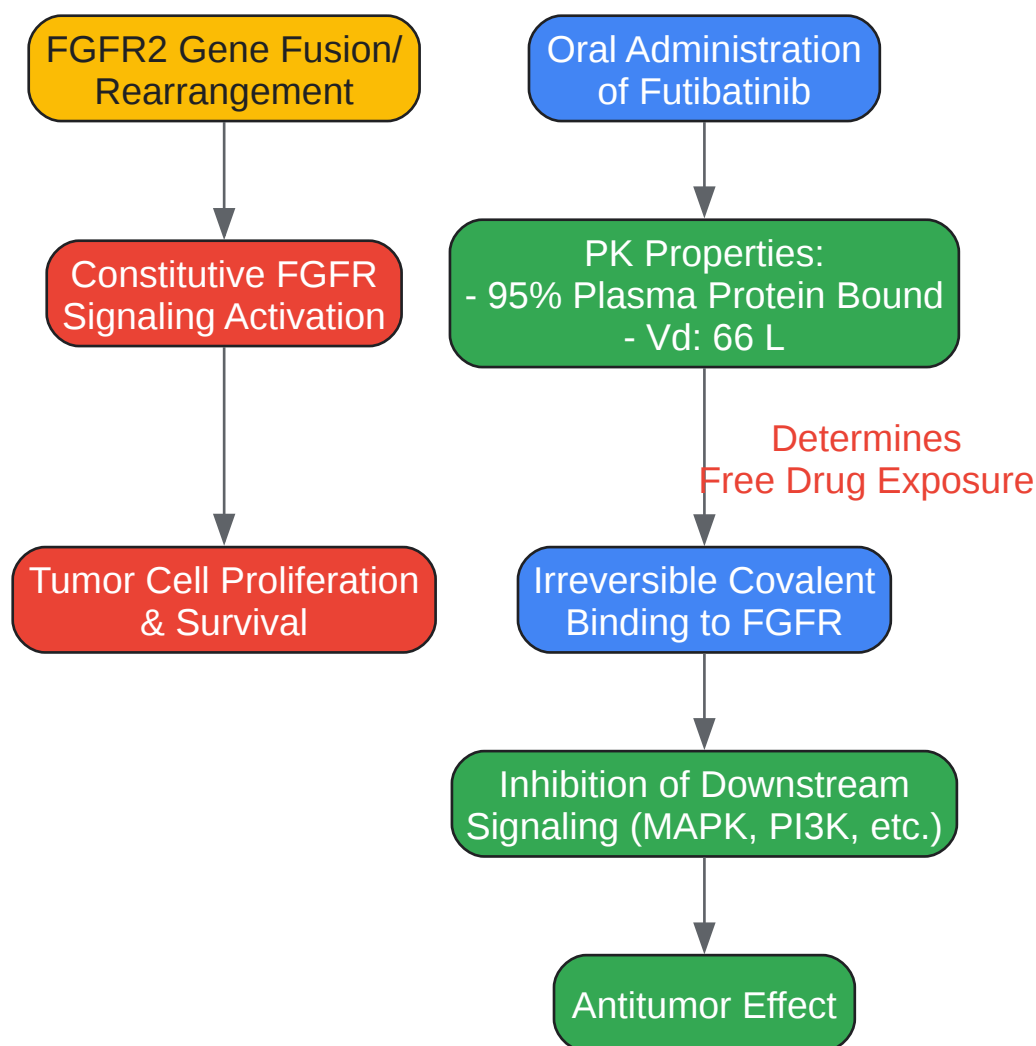 FGFR2 Gene Fusion/
Rearrangement
Constitutive FGFR
Signaling Activation
Tumor Cell Proliferation
& Survival
Oral Administration
of Futibatinib
PK Properties:
- 95% Plasma Protein Bound
- Vd: 66 L
Determines
Free Drug Exposure
Irreversible Covalent
Binding to FGFR
Inhibition of Downstream
Signaling (MAPK, PI3K, etc.)
Antitumor Effect